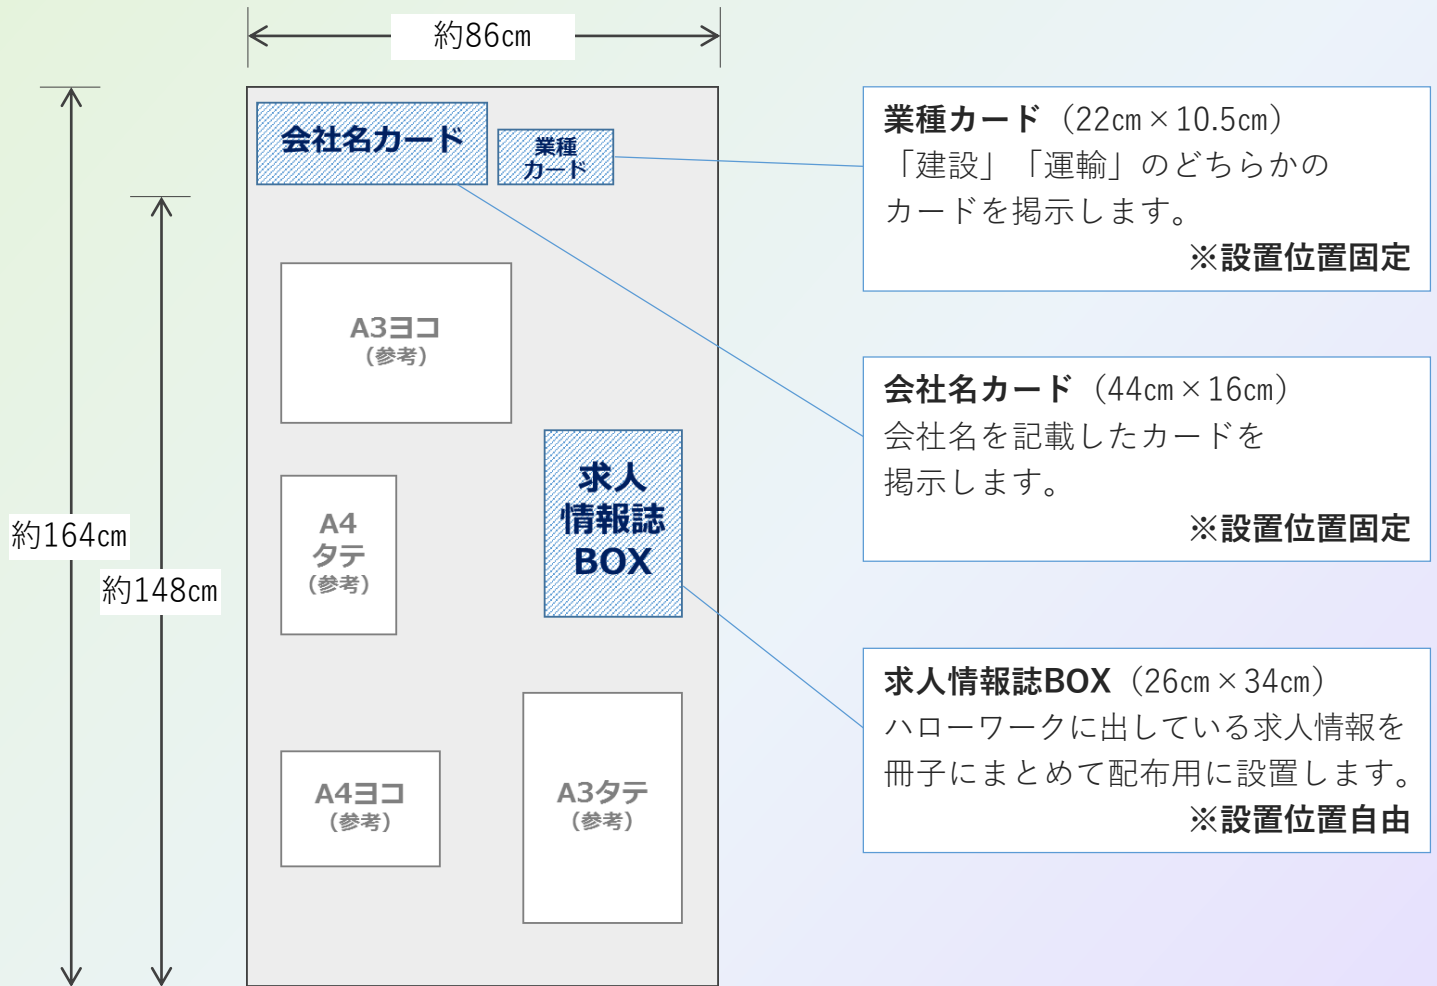 約86㎝
約164㎝
約148㎝
会社名カード
業種
カード
A3ヨコ
(参考)
A4
タテ
(参考)
求人
情報誌
BOX
A4ヨコ
(参考)
A3タテ
(参考)
業種カード（22㎝×10.5㎝）
「建設」「運輸」のどちらかの
カードを掲示します。
※設置位置固定
会社名カード（44㎝×16㎝）
会社名を記載したカードを
掲示します。
※設置位置固定
求人情報誌BOX（26㎝×34㎝）
ハローワークに出している求人情報を
冊子にまとめて配布用に設置します。
※設置位置自由